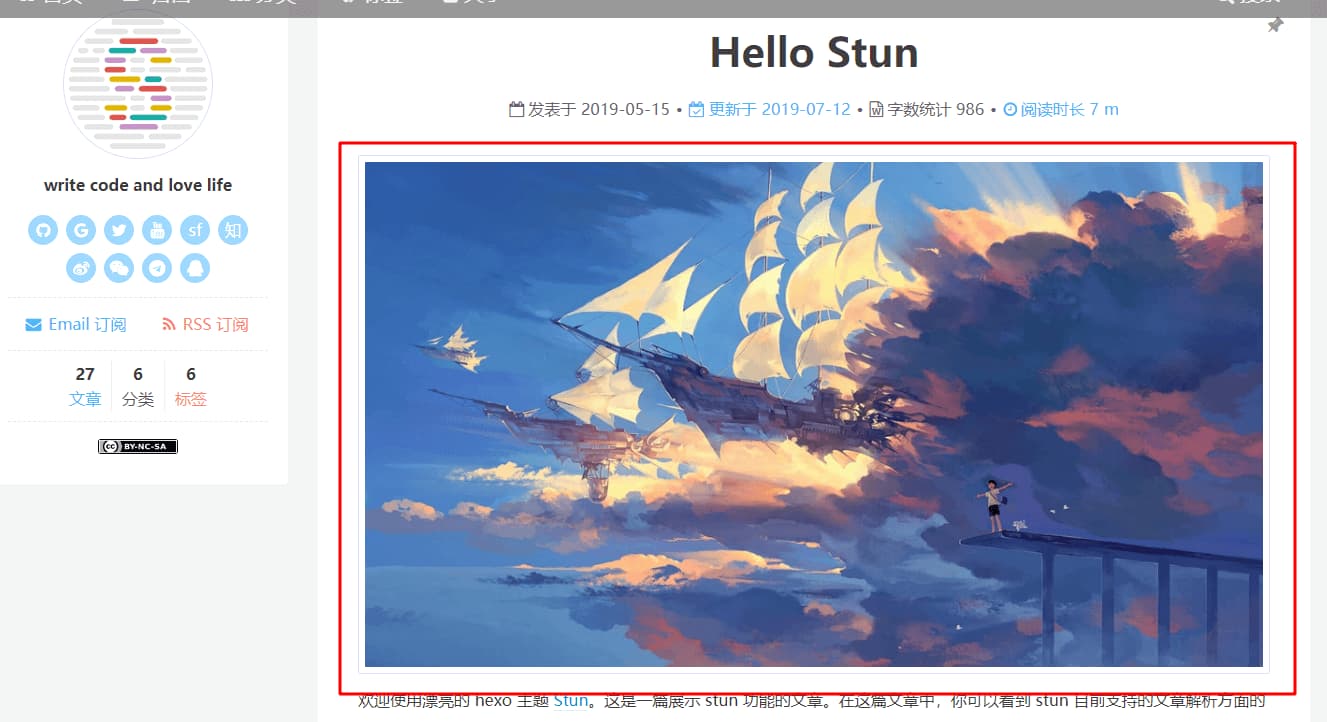 Hello Stun
发表于 2019-05-15 • 更新于 2019-07-12 • 字数统计 986 • 阅读时长 7 m
write code and love life
sf 知
Email 订阅 RSS 订阅
27 6 6
文章 分类 标签
cc BY-NC-SA
欢迎使用漂亮的 hexo 主题 Stun。这是一篇展示 stun 功能的文章。在这篇文章中，你可以看到 stun 目前支持的文章解析方面的